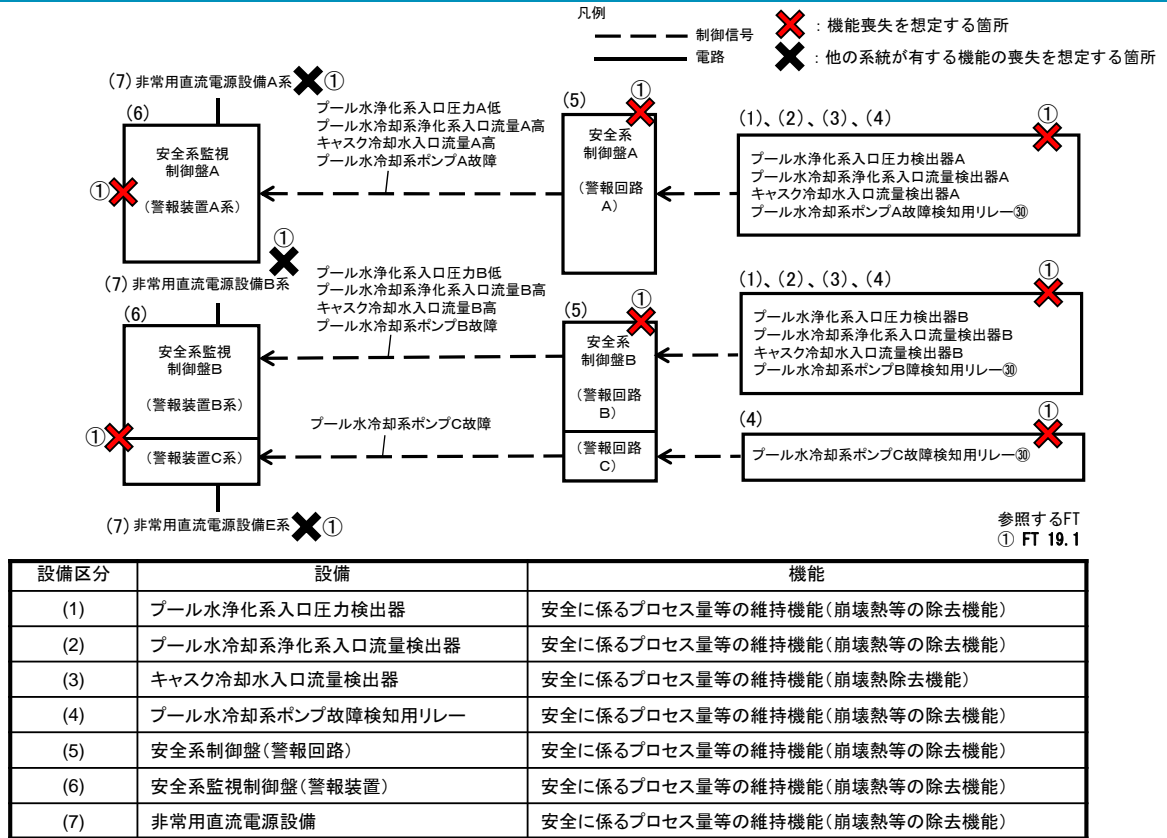 凡例
制御信号
電路
：機能喪失を想定する箇所
：他の系統が有する機能の喪失を想定する箇所
(7) 非常用直流電源設備A系 ①
(6)
安全系監視
制御盤A
(警報装置A系)
①
プール水浄化系入口圧力A低
プール水冷却系浄化系入口流量A高
キャスク冷却水入口流量A高
プール水冷却系ポンプA故障
(5)
①
安全系
制御盤A
(警報回路
A)
(1)、(2)、(3)、(4)
①
プール水浄化系入口圧力検出器A
プール水冷却系浄化系入口流量検出器A
キャスク冷却水入口流量検出器A
プール水冷却系ポンプA故障検知用リレー㉚
①
(7) 非常用直流電源設備B系
(6)
安全系監視
制御盤B
(警報装置B系)
①
(警報装置C系)
プール水浄化系入口圧力B低
プール水冷却系浄化系入口流量B高
キャスク冷却水入口流量B高
プール水冷却系ポンプB故障
プール水冷却系ポンプC故障
(5)
①
安全系
制御盤B
(警報回路
B)
(警報回路
C)
(1)、(2)、(3)、(4)
①
プール水浄化系入口圧力検出器B
プール水冷却系浄化系入口流量検出器B
キャスク冷却水入口流量検出器B
プール水冷却系ポンプB障検知用リレー㉚
(4)
①
プール水冷却系ポンプC故障検知用リレー㉚
(7) 非常用直流電源設備E系 ①
参照するFT
① FT 19.1
設備区分 設備 機能
(1) プール水浄化系入口圧力検出器 安全に係るプロセス量等の維持機能(崩壊熱等の除去機能)
(2) プール水冷却系浄化系入口流量検出器 安全に係るプロセス量等の維持機能(崩壊熱等の除去機能)
(3) キャスク冷却水入口流量検出器 安全に係るプロセス量等の維持機能(崩壊熱除去機能)
(4) プール水冷却系ポンプ故障検知用リレー 安全に係るプロセス量等の維持機能(崩壊熱等の除去機能)
(5) 安全系制御盤(警報回路) 安全に係るプロセス量等の維持機能(崩壊熱等の除去機能)
(6) 安全系監視制御盤(警報装置) 安全に係るプロセス量等の維持機能(崩壊熱等の除去機能)
(7) 非常用直流電源設備 安全に係るプロセス量等の維持機能(崩壊熱等の除去機能)